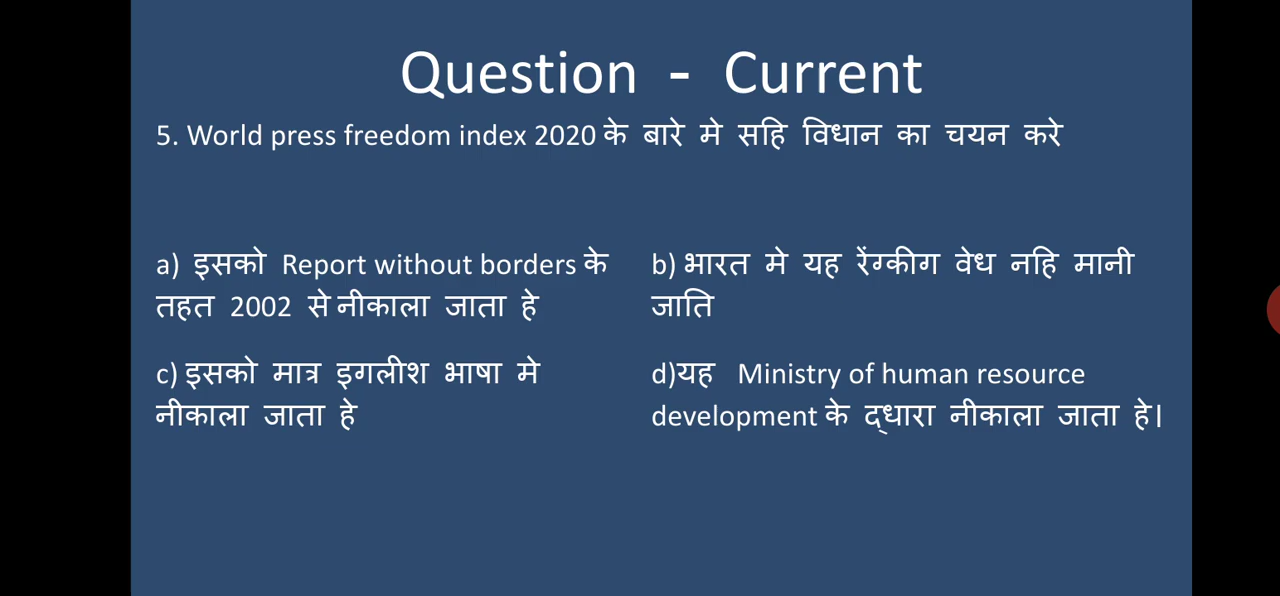 Question - Current
5. World press freedom index 2020 के बारे मे सहि विधान का चयन करे
a) इसको Report without borders के
तहत 2002 से नीकाला जाता हे
b) भारत मे यह रेंग्कीग वेध नहि मानी
जाति
c) इसको मात्र इगलीश भाषा मे
नीकाला जाता हे
d)यह Ministry of human resource
development के द्धारा नीकाला जाता हे।